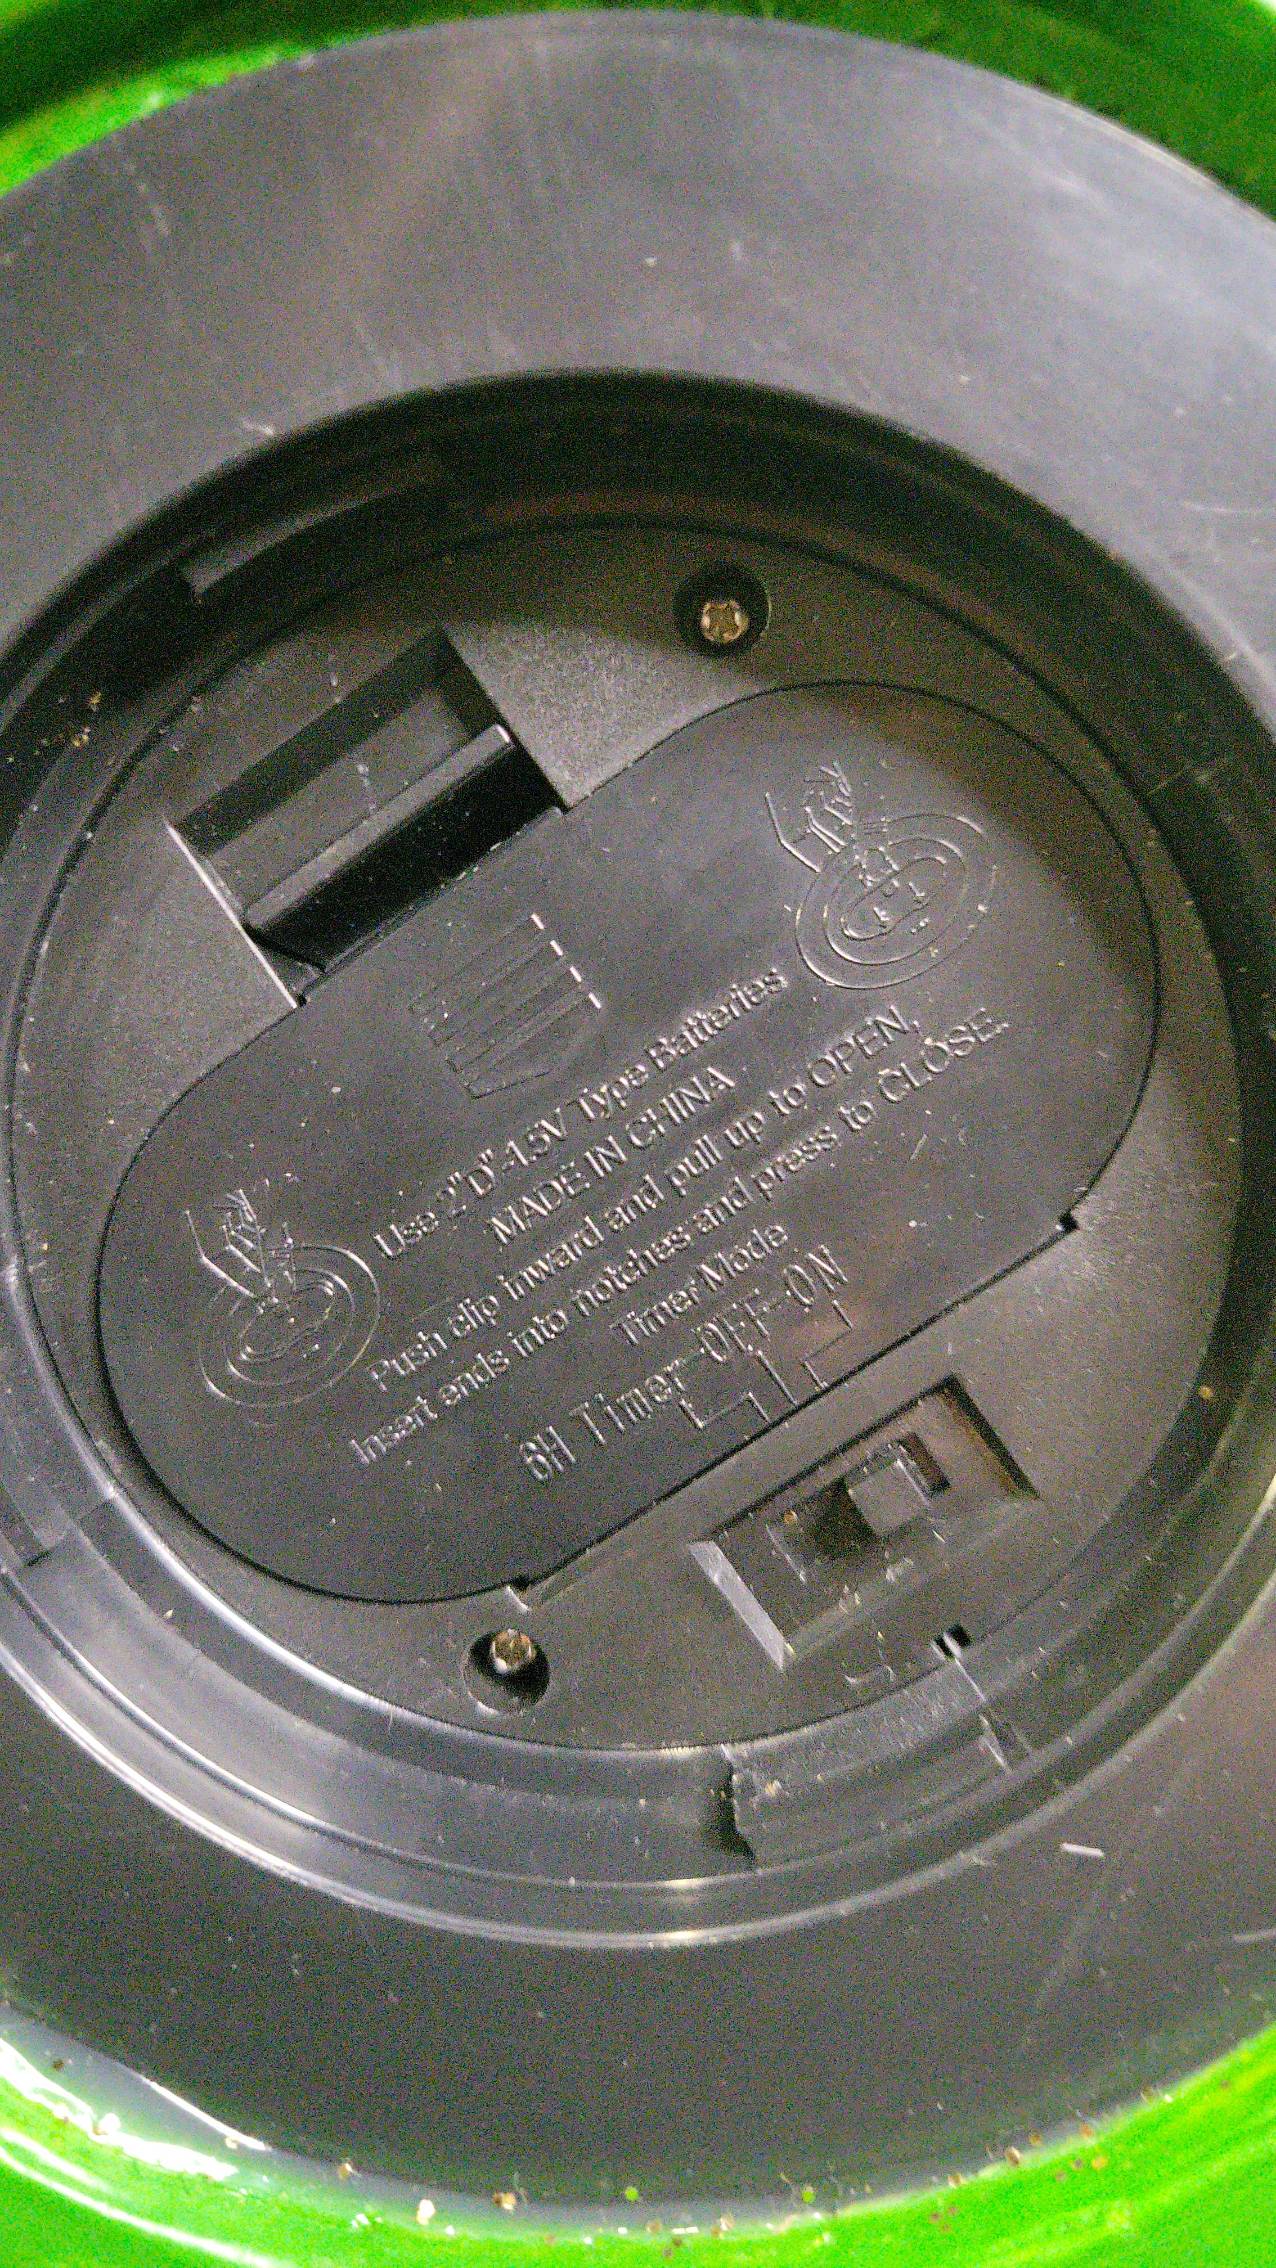 Use 2"D"-1.5V Type Batteries
MADE IN CHINA
Push clip inward and pull up to OPEN,
Insert ends into notches and press to CLOSE.
Timer Mode
6H Timer OFF ON